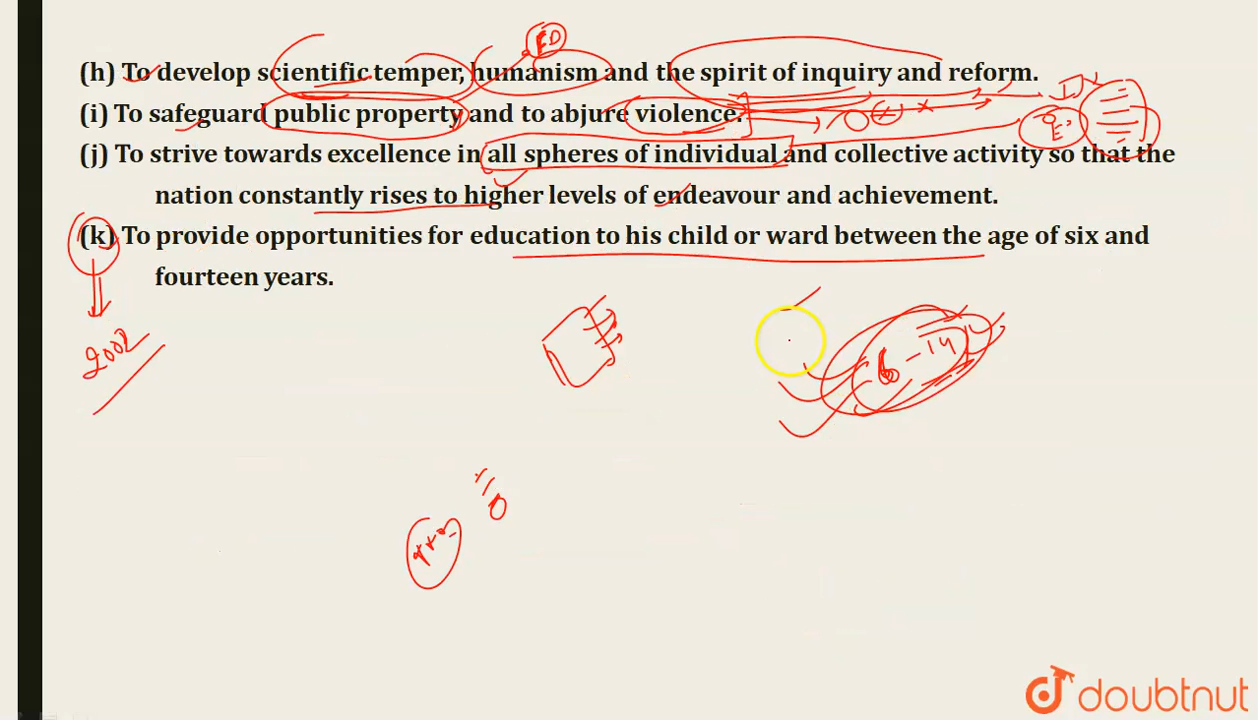 (h) To develop scientific temper, humanism and the spirit of inquiry and reform.
(i) To safeguard public property and to abjure violence.
(j) To strive towards excellence in all spheres of individual and collective activity so that the
nation constantly rises to higher levels of endeavour and achievement.
(k) To provide opportunities for education to his child or ward between the age of six and
fourteen years.
2002
6-14
doubtnut